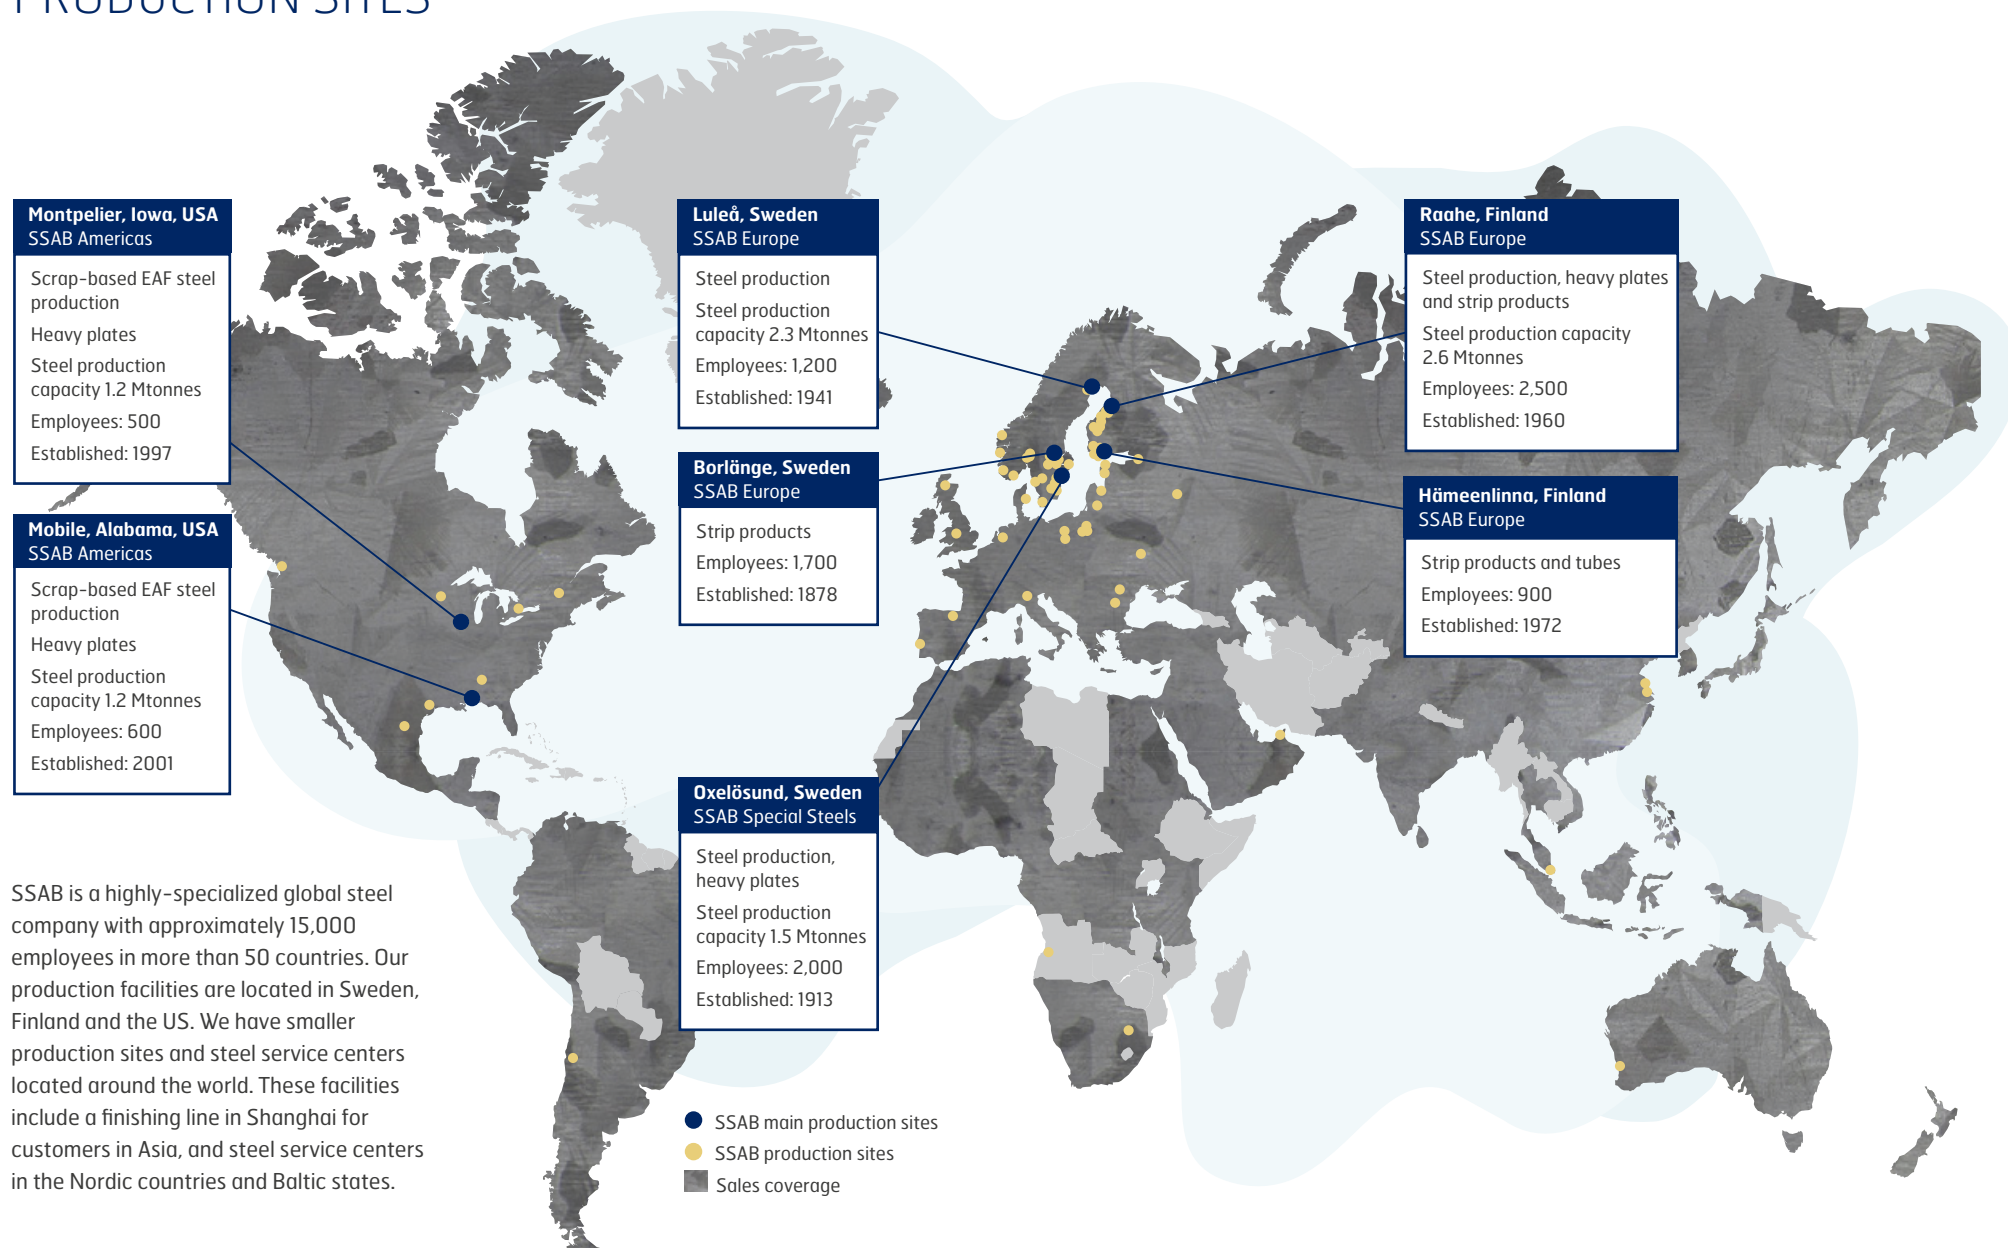 PRODUCTION SITES
Montpelier, Iowa, USA
SSAB Americas
Scrap-based EAF steel
production
Heavy plates
Steel production
capacity 1.2 Mtonnes
Employees: 500
Established: 1997
Mobile, Alabama, USA
SSAB Americas
Scrap-based EAF steel
production
Heavy plates
Steel production
capacity 1.2 Mtonnes
Employees: 600
Established: 2001
Luleå, Sweden
SSAB Europe
Steel production
Steel production
capacity 2.3 Mtonnes
Employees: 1,200
Established: 1941
Borlänge, Sweden
SSAB Europe
Strip products
Employees: 1,700
Established: 1878
Oxelösund, Sweden
SSAB Special Steels
Steel production,
heavy plates
Steel production
capacity 1.5 Mtonnes
Employees: 2,000
Established: 1913
Raahe, Finland
SSAB Europe
Steel production, heavy plates
and strip products
Steel production capacity
2.6 Mtonnes
Employees: 2,500
Established: 1960
Hämeenlinna, Finland
SSAB Europe
Strip products and tubes
Employees: 900
Established: 1972
SSAB is a highly-specialized global steel
company with approximately 15,000
employees in more than 50 countries. Our
production facilities are located in Sweden,
Finland and the US. We have smaller
production sites and steel service centers
located around the world. These facilities
include a finishing line in Shanghai for
customers in Asia, and steel service centers
in the Nordic countries and Baltic states.
SSAB main production sites
SSAB production sites
Sales coverage